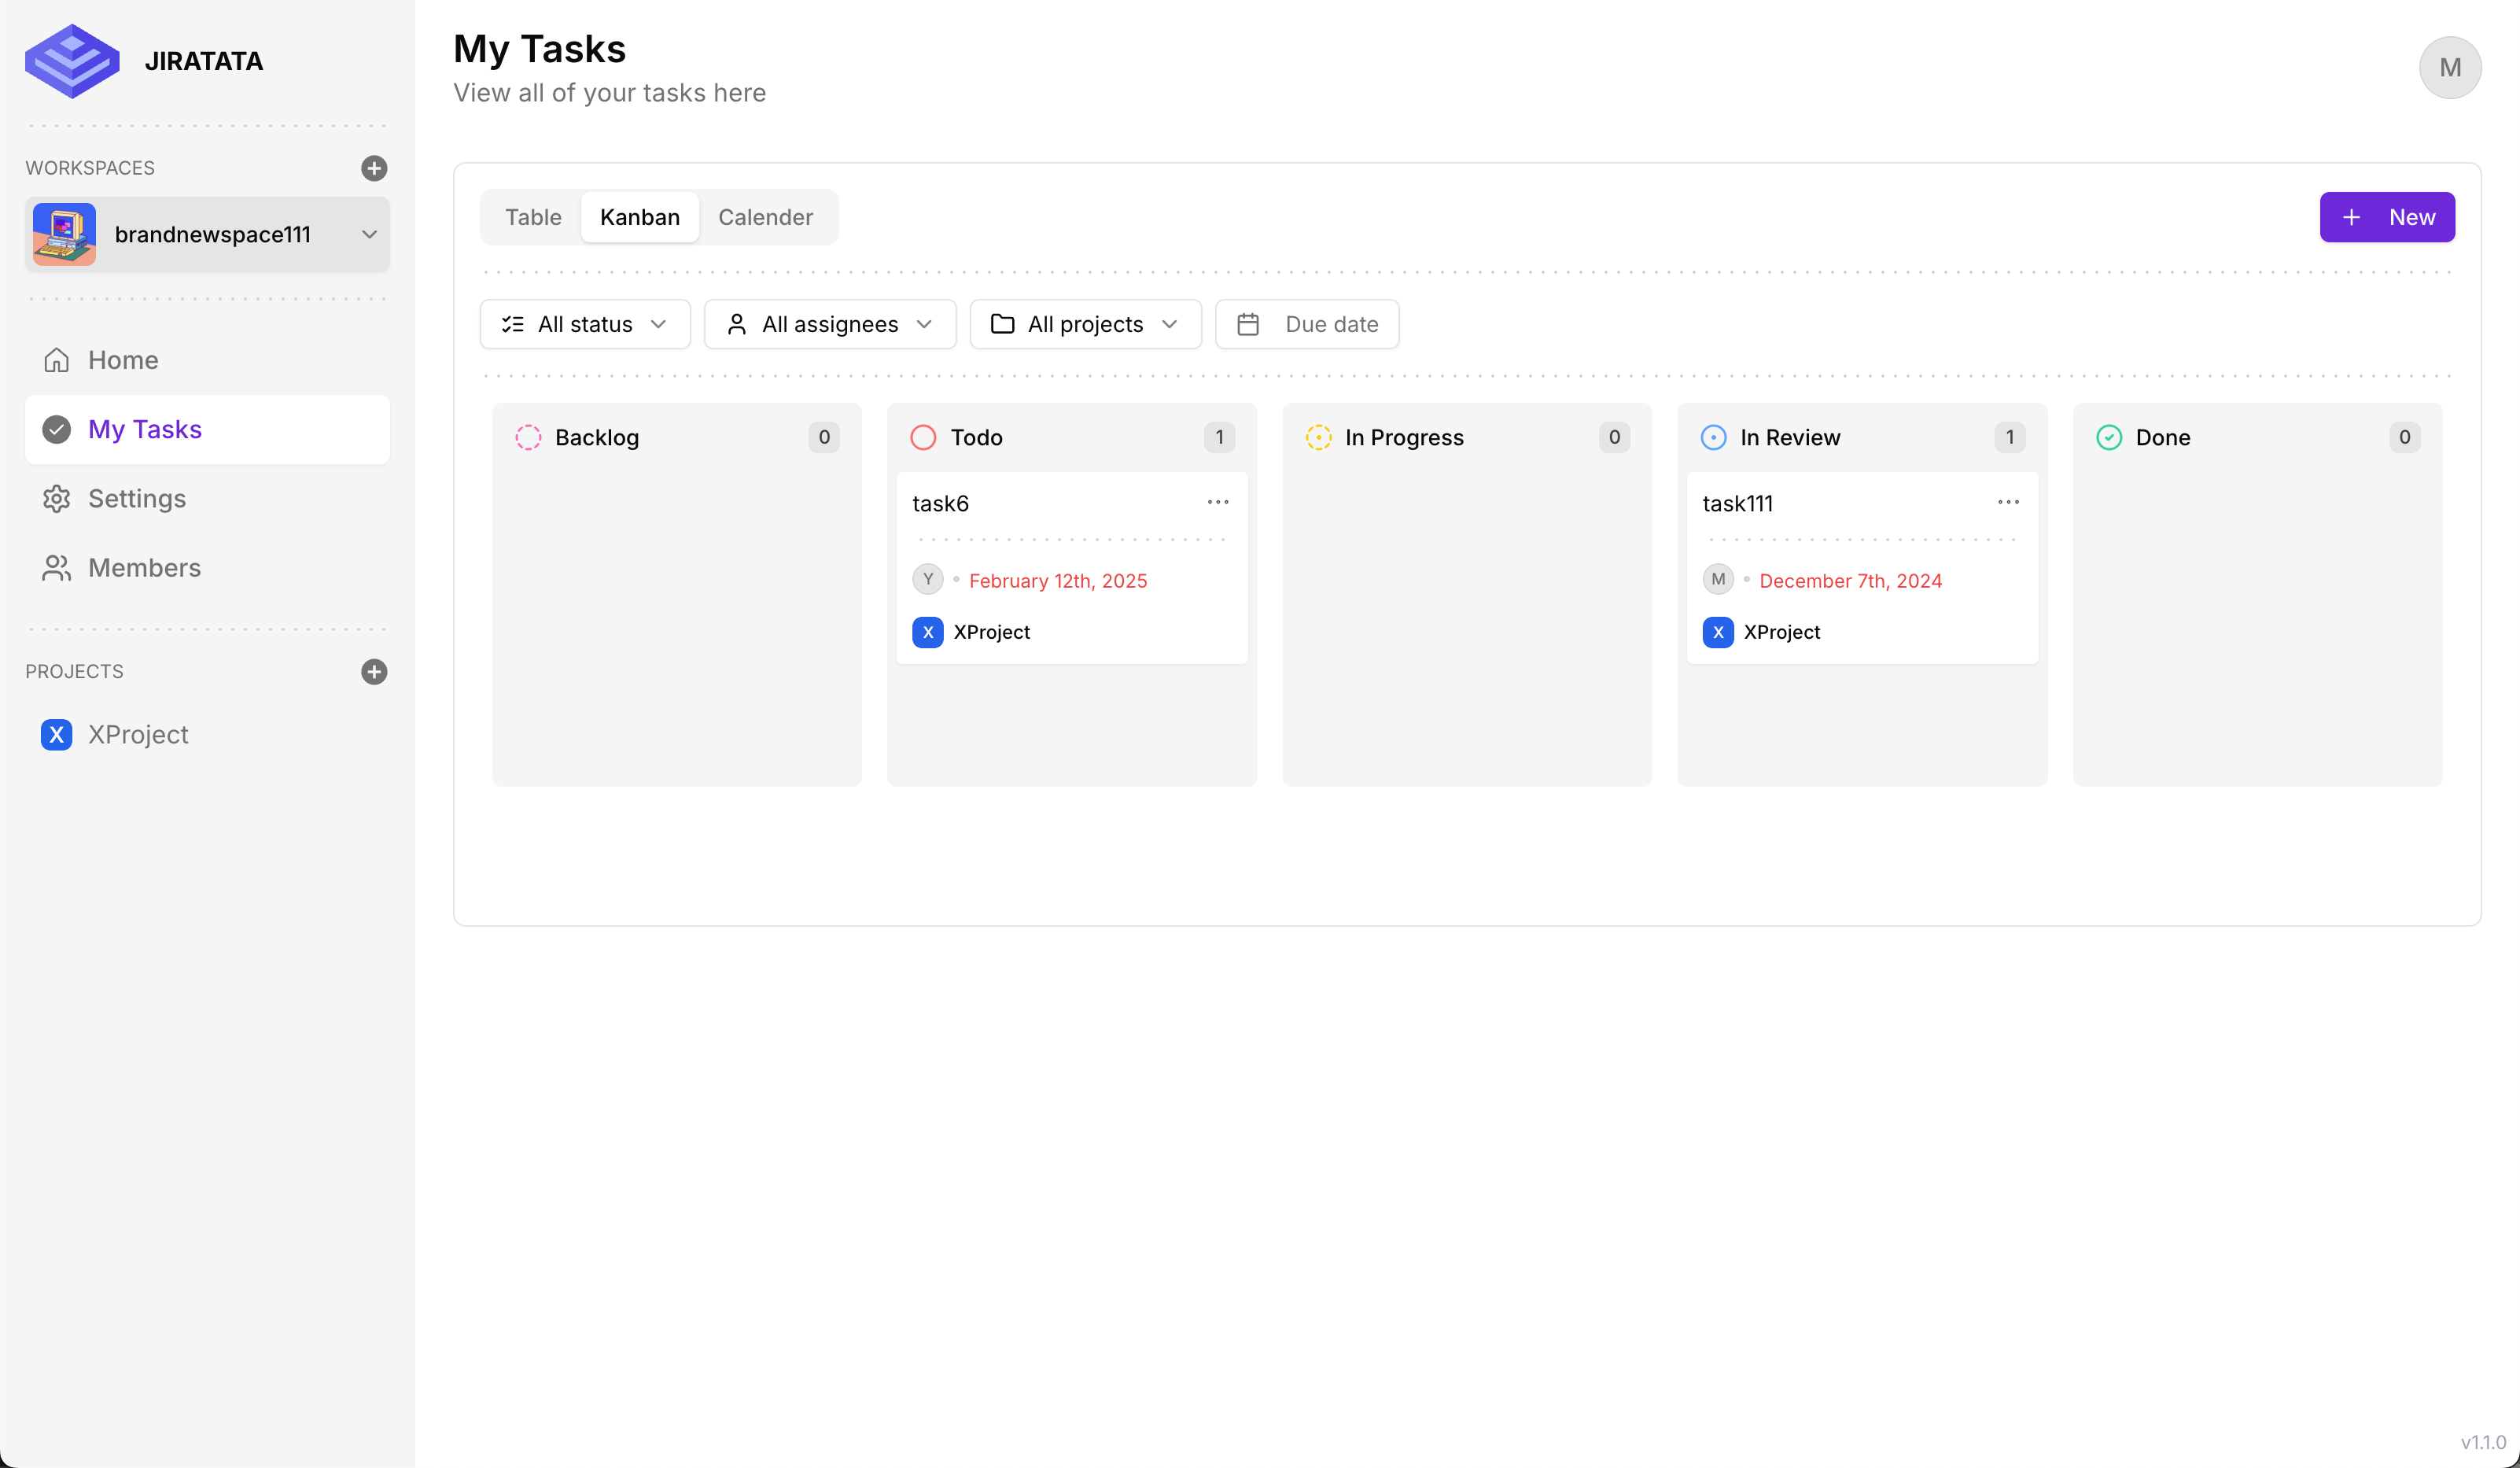 JIRATATA
WORKSPACES
brandnewspace111
Home
My Tasks
Settings
Members
PROJECTS
X XProject
My Tasks
View all of your tasks here
M
Table Kanban Calender
+ New
All status
All assignees
All projects
Due date
Backlog 0
Todo 1
task6
Y • February 12th, 2025
X XProject
In Progress 0
In Review 1
task111
M • December 7th, 2024
X XProject
Done 0
v1.1.0